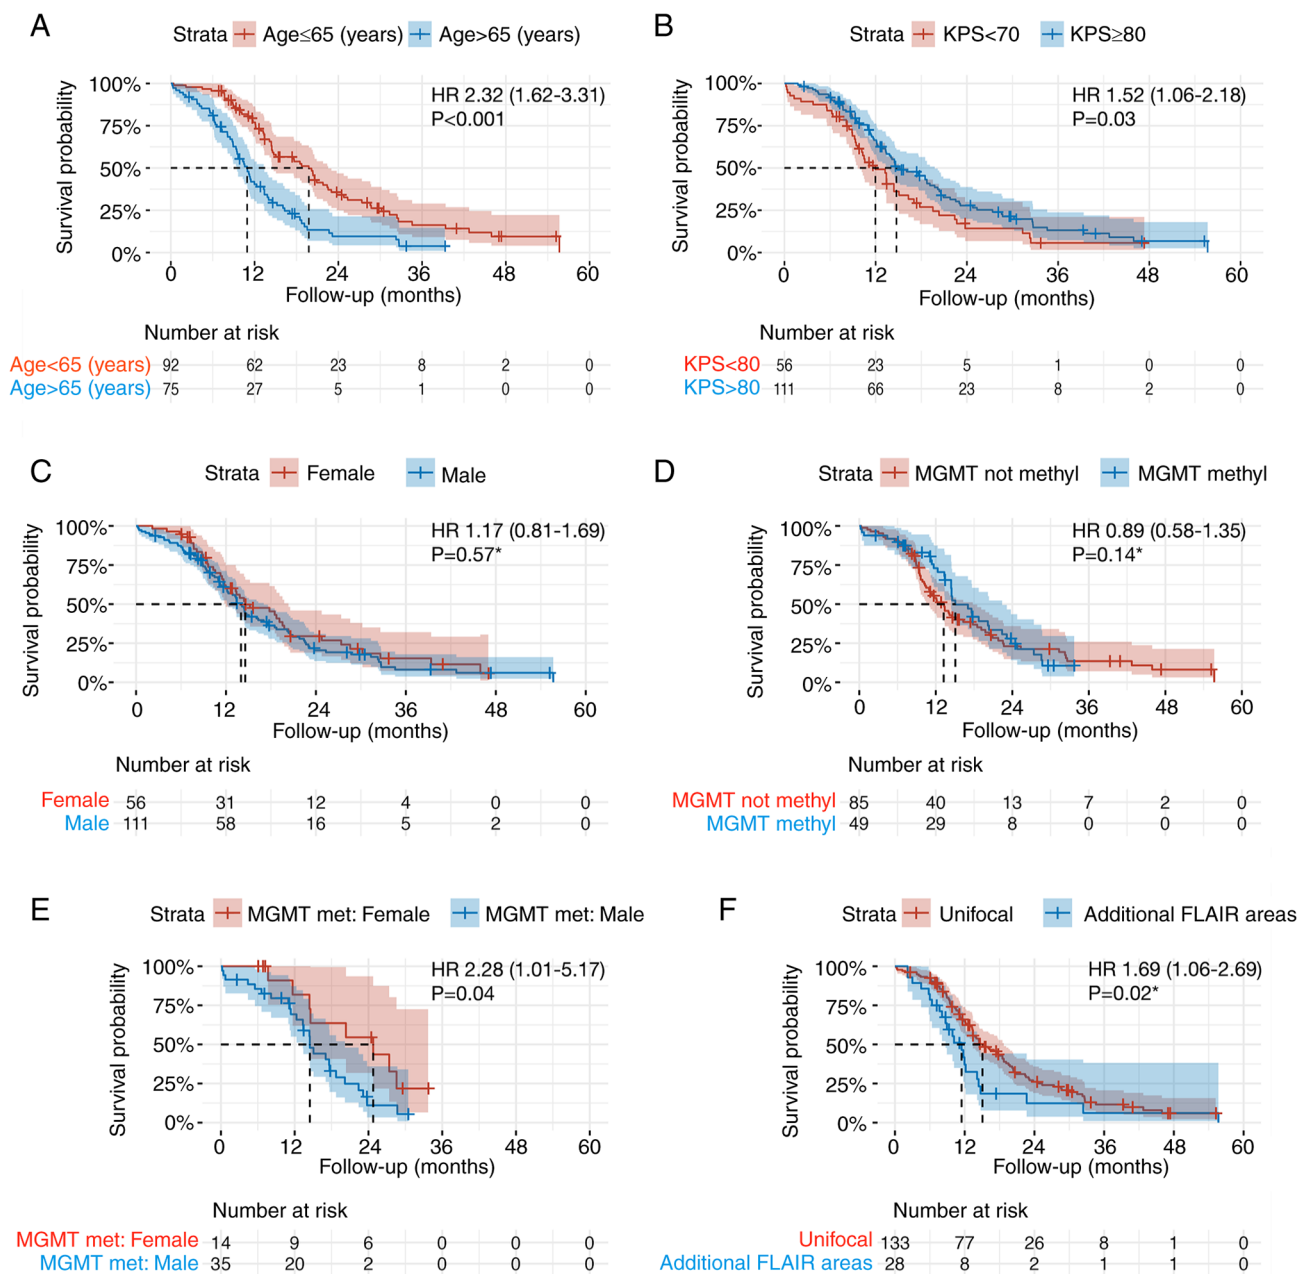 A
Strata Age≤65 (years) Age>65 (years)
HR 2.32 (1.62-3.31)
P<0.001
Survival probability
100%
75%
50%
25%
0%
0 12 24 36 48 60
Follow-up (months)
Number at risk
Age<65 (years) 92 62 23 8 2 0
Age>65 (years) 75 27 5 1 0 0
B
Strata KPS<70 KPS≥80
HR 1.52 (1.06-2.18)
P=0.03
Survival probability
100%
75%
50%
25%
0%
0 12 24 36 48 60
Follow-up (months)
Number at risk
KPS<80 56 23 5 1 0 0
KPS>80 111 66 23 8 2 0
C
Strata Female Male
HR 1.17 (0.81-1.69)
P=0.57*
Survival probability
100%
75%
50%
25%
0%
0 12 24 36 48 60
Follow-up (months)
Number at risk
Female 56 31 12 4 0 0
Male 111 58 16 5 2 0
D
Strata MGMT not methyl MGMT methyl
HR 0.89 (0.58-1.35)
P=0.14*
Survival probability
100%
75%
50%
25%
0%
0 12 24 36 48 60
Follow-up (months)
Number at risk
MGMT not methyl 85 40 13 7 2 0
MGMT methyl 49 29 8 0 0 0
E
Strata MGMT met: Female MGMT met: Male
HR 2.28 (1.01-5.17)
P=0.04
Survival probability
100%
75%
50%
25%
0%
0 12 24 36 48 60
Follow-up (months)
Number at risk
MGMT met: Female 14 9 6 0 0 0
MGMT met: Male 35 20 2 0 0 0
F
Strata Unifocal Additional FLAIR areas
HR 1.69 (1.06-2.69)
P=0.02*
Survival probability
100%
75%
50%
25%
0%
0 12 24 36 48 60
Follow-up (months)
Number at risk
Unifocal 133 77 26 8 1 0
Additional FLAIR areas 28 8 2 1 1 0